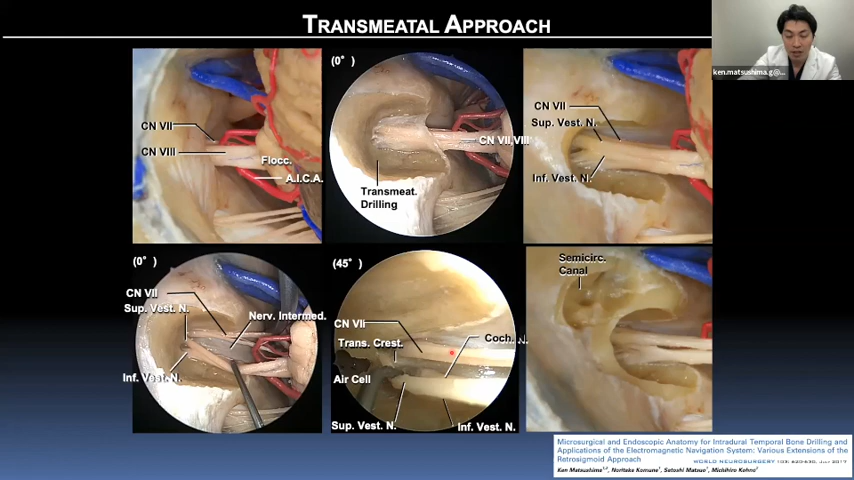 TRANSMEATAL APPROACH
ken.matsushima.g@...
CN VII
CN VIII
Flocc.
A.I.C.A.
(0°)
CN VII,VIII
Transmeat.
Drilling
CN VII
Sup. Vest. N.
Inf. Vest. N.
(0°)
CN VII
Sup. Vest. N.
Nerv. Intermed.
Inf. Vest. N.
(45°)
CN VII
Trans. Crest.
Coch. N.
Air Cell
Sup. Vest. N.
Inf. Vest. N.
Semicirc.
Canal
Microsurgical and Endoscopic Anatomy for Intradural Temporal Bone Drilling and
Applications of the Electromagnetic Navigation System: Various Extensions of the
Retrosigmoid Approach
WORLD NEUROSURGERY
Ken Matsushima, Noritaka Komune, Satoshi Matsuo, Michihiro Kohno